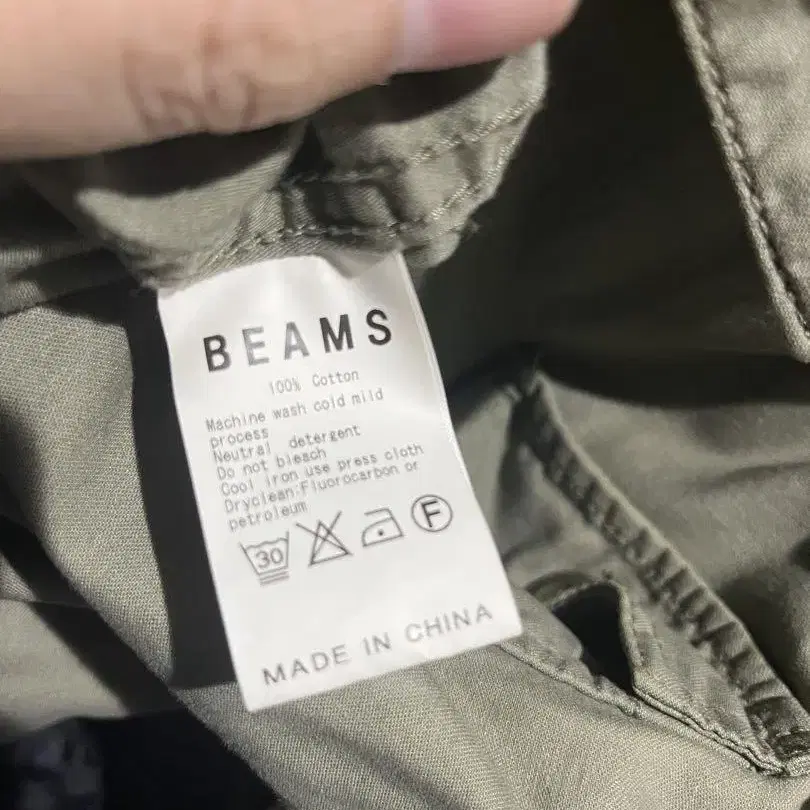 BEAMS
100% Cotton
Machine wash cold mild
process
Neutral detergent
Do not bleach
Cool iron use press cloth
Dryclean:Fluorocarbon or
petroleum
30 F
MADE IN CHINA